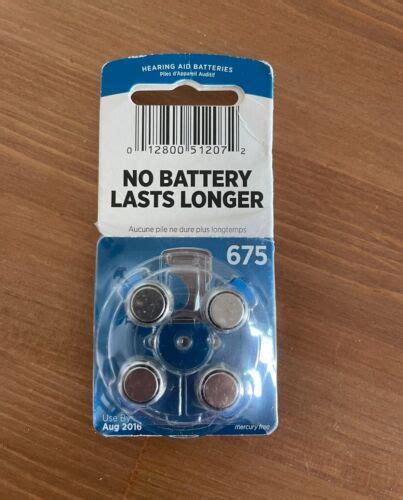 HEARING AID BATTERIES
Piles d'Appareil Auditif
0 12800 51207 2
NO BATTERY
LASTS LONGER
Aucune pile ne dure plus longtemps
675
Use By:
Aug 2016
mercury free